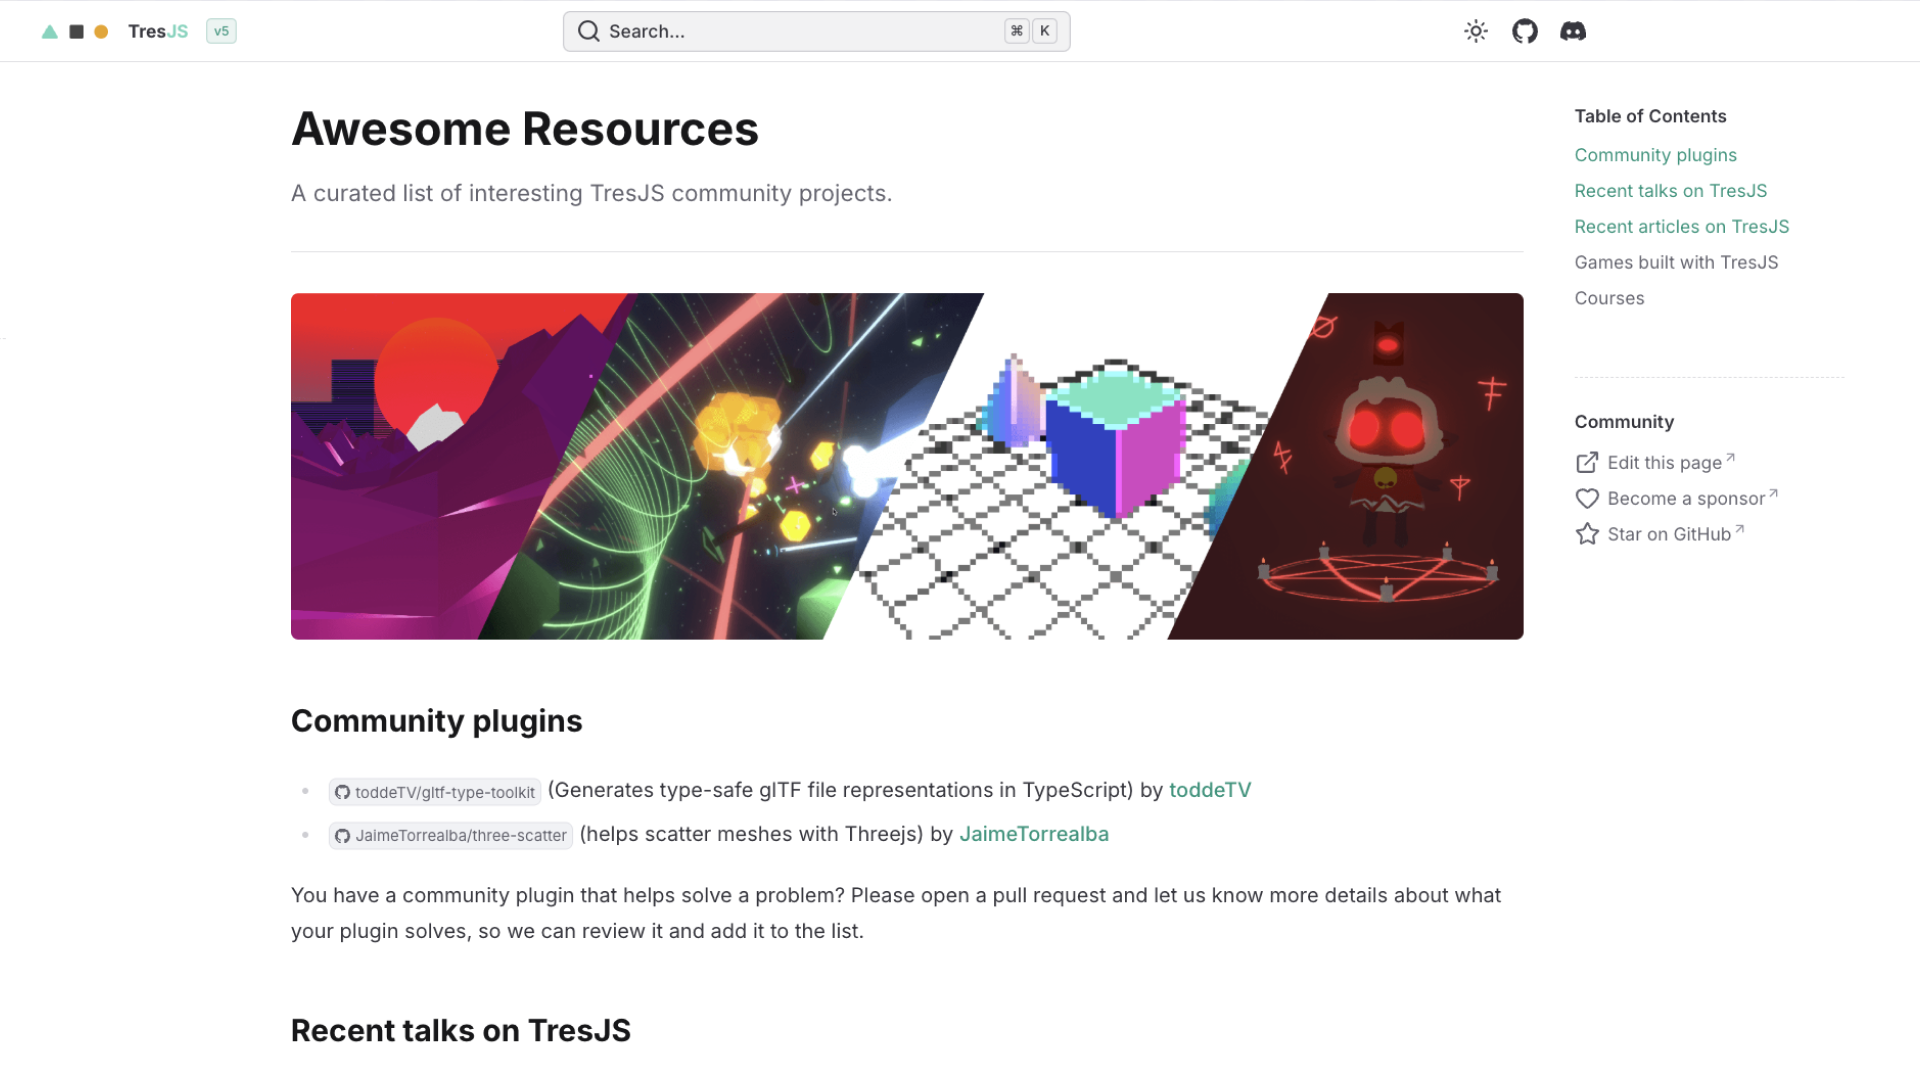 TresJS v5
Search... ⌘ K
Awesome Resources
A curated list of interesting TresJS community projects.
Community plugins
toddeTV/gltf-type-toolkit (Generates type-safe glTF file representations in TypeScript) by toddeTV
JaimeTorrealba/three-scatter (helps scatter meshes with Threejs) by JaimeTorrealba
You have a community plugin that helps solve a problem? Please open a pull request and let us know more details about what
your plugin solves, so we can review it and add it to the list.
Recent talks on TresJS
Table of Contents
Community plugins
Recent talks on TresJS
Recent articles on TresJS
Games built with TresJS
Courses
Community
Edit this page
Become a sponsor
Star on GitHub